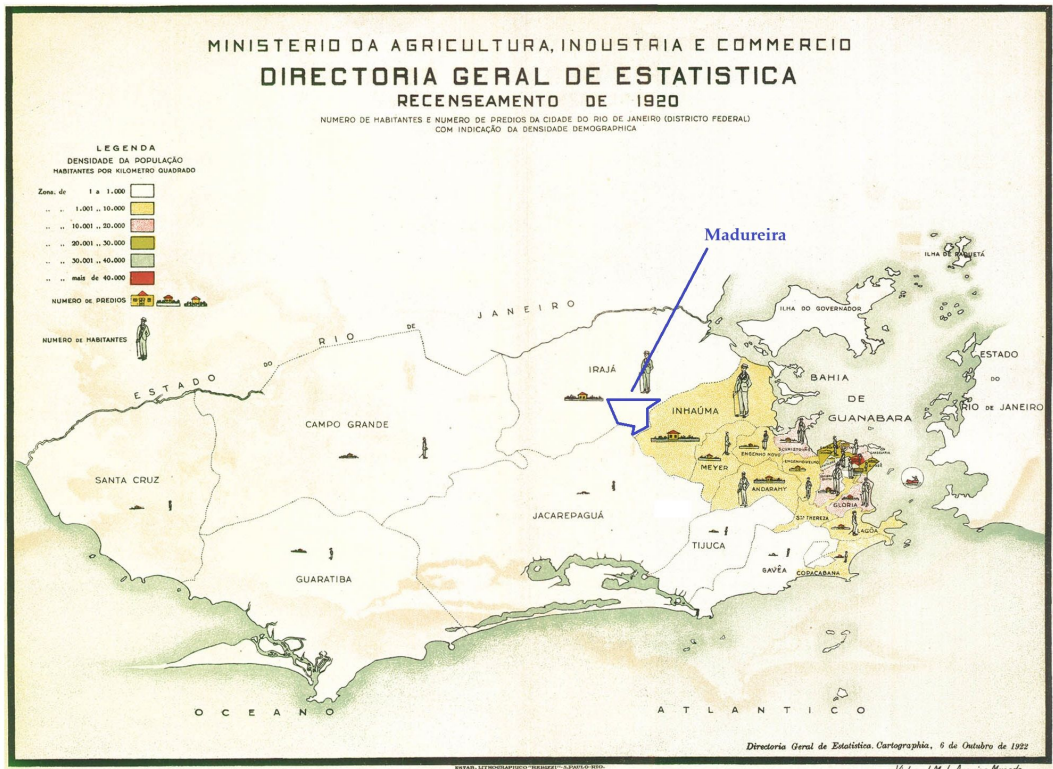 MINISTERIO DA AGRICULTURA, INDUSTRIA E COMMERCIO
DIRECTORIA GERAL DE ESTATISTICA
RECENSEAMENTO DE 1920
NUMERO DE HABITANTES E NUMERO DE PREDIOS DA CIDADE DO RIO DE JANEIRO (DISTRICTO FEDERAL)
COM INDICAÇÃO DA DENSIDADE DEMOGRAPHICA
LEGENDA
DENSIDADE DA POPULAÇÃO
HABITANTES POR KILOMETRO QUADRADO
Zona. de 1 a 1.000
.. .. 1.001 ,, 10.000
.. .. 10.001 ,, 20.000
.. .. 20.001 ,, 30.000
.. .. 30.001 ,, 40.000
.. .. mais de 40.000
NUMERO DE PREDIOS
NUMERO DE HABITANTES
Madureira
ILHA DE PAQUETÁ
ILHA DO GOVERNADOR
ESTADO DO RIO DE JANEIRO
ESTADO
DO
RIO DE JANEIRO
BAHIA
DE
GUANABARA
IRAJÁ
INHAÚMA
CAMPO GRANDE
MEYER
ENGENHO NOVO
SANTA CRUZ
ANDARAHY
GLORIA
JACAREPAGUÁ
STA THEREZA
LAGÔA
TIJUCA
GAVÊA
COPACABANA
GUARATIBA
OCEANO ATLANTICO
Directoria Geral de Estatistica. Cartographia, 6 de Outubro de 1922